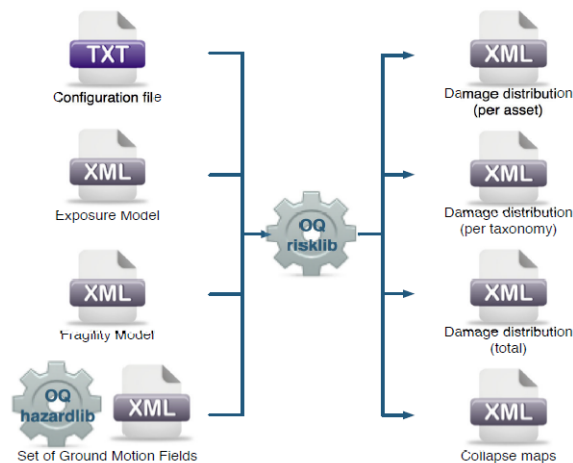 TXT
Configuration file
XML
Exposure Model
XML
Fragility Model
OQ
hazardlib
XML
Set of Ground Motion Fields
OQ
risklib
XML
Damage distribution
(per asset)
XML
Damage distribution
(per taxonomy)
XML
Damage distribution
(total)
XML
Collapse maps